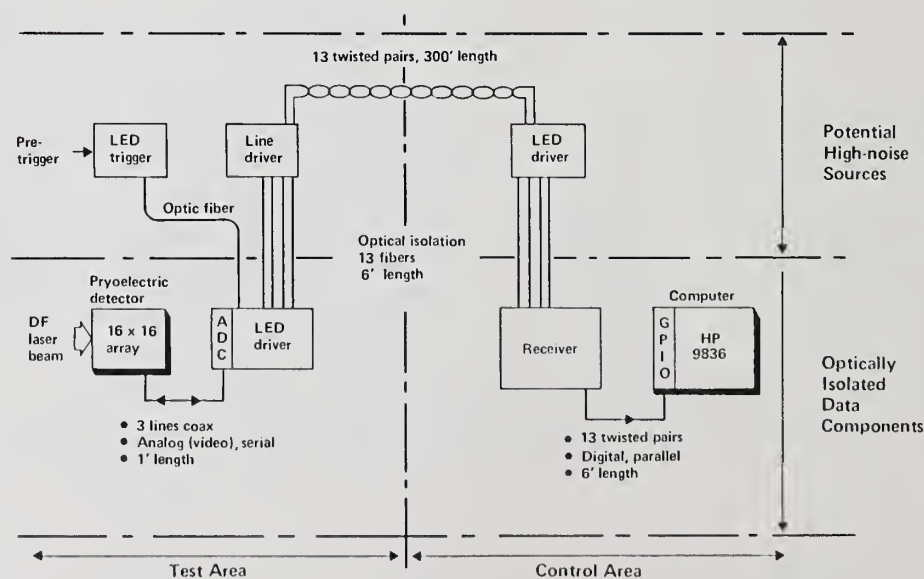 13 twisted pairs, 300' length
Pre-
trigger
LED
trigger
Line
driver
LED
driver
Potential
High-noise
Sources
Optic fiber
Optical isolation
13 fibers
6' length
Pryoelectric
detector
DF
laser
beam
16 x 16
array
A
D
C
LED
driver
Receiver
Computer
G
P
I
O
HP
9836
Optically
Isolated
Data
Components
• 3 lines coax
• Analog (video), serial
• 1' length
• 13 twisted pairs
• Digital, parallel
• 6' length
Test Area
Control Area